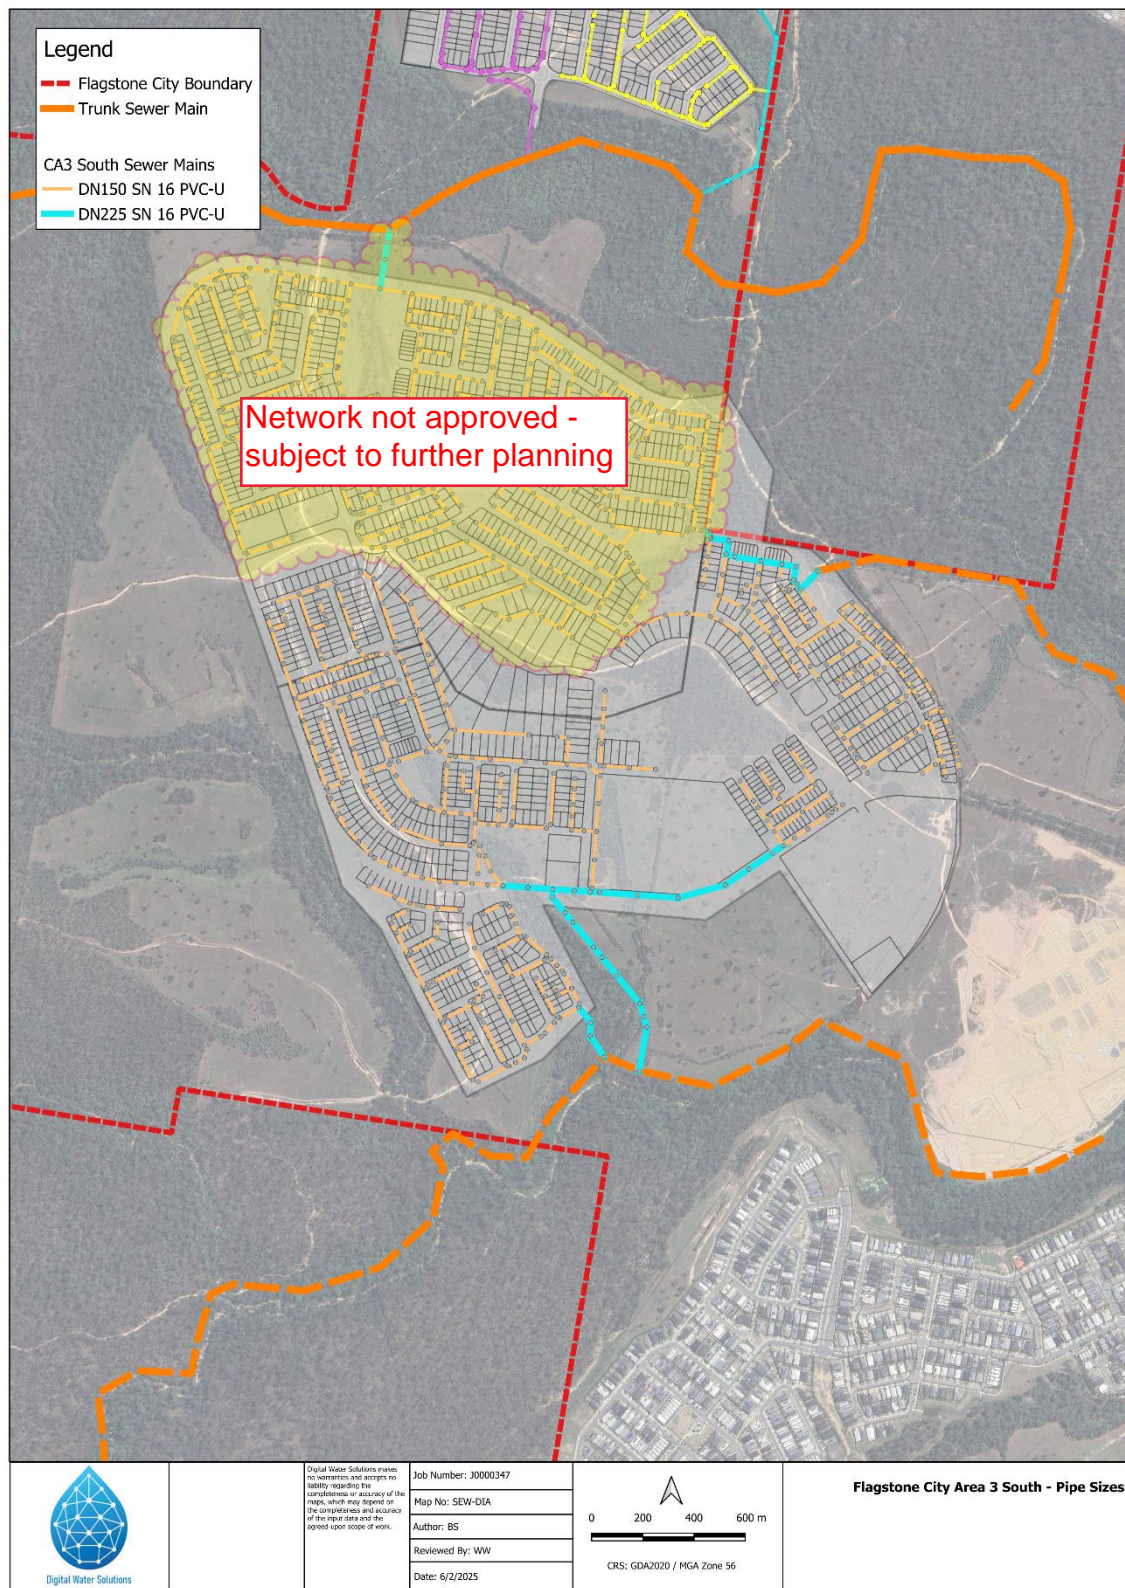 Legend
Flagstone City Boundary
Trunk Sewer Main
CA3 South Sewer Mains
DN150 SN 16 PVC-U
DN225 SN 16 PVC-U
Network not approved -
subject to further planning
Digital Water Solutions
Digital Water Solutions makes
no warranties and accepts no
liability regarding the
completeness or accuracy of the
maps, which may depend on
the completeness and accuracy
of the input data and the
agreed upon scope of work.
Job Number: J0000347
Map No: SEW-DIA
Author: BS
Reviewed By: WW
Date: 6/2/2025
0 200 400 600 m
CRS: GDA2020 / MGA Zone 56
Flagstone City Area 3 South - Pipe Sizes